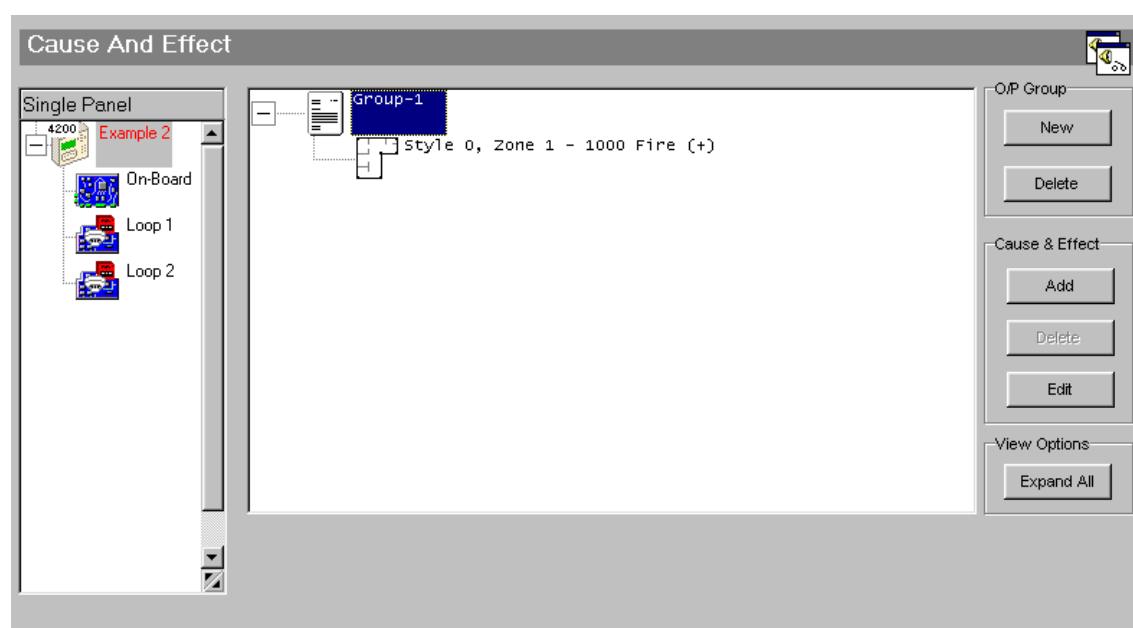 Cause And Effect
Single Panel
4200
Example 2
On-Board
Loop 1
Loop 2
Group-1
Style 0, Zone 1 - 1000 Fire (+)
O/P Group
New
Delete
Cause & Effect
Add
Delete
Edit
View Options
Expand All